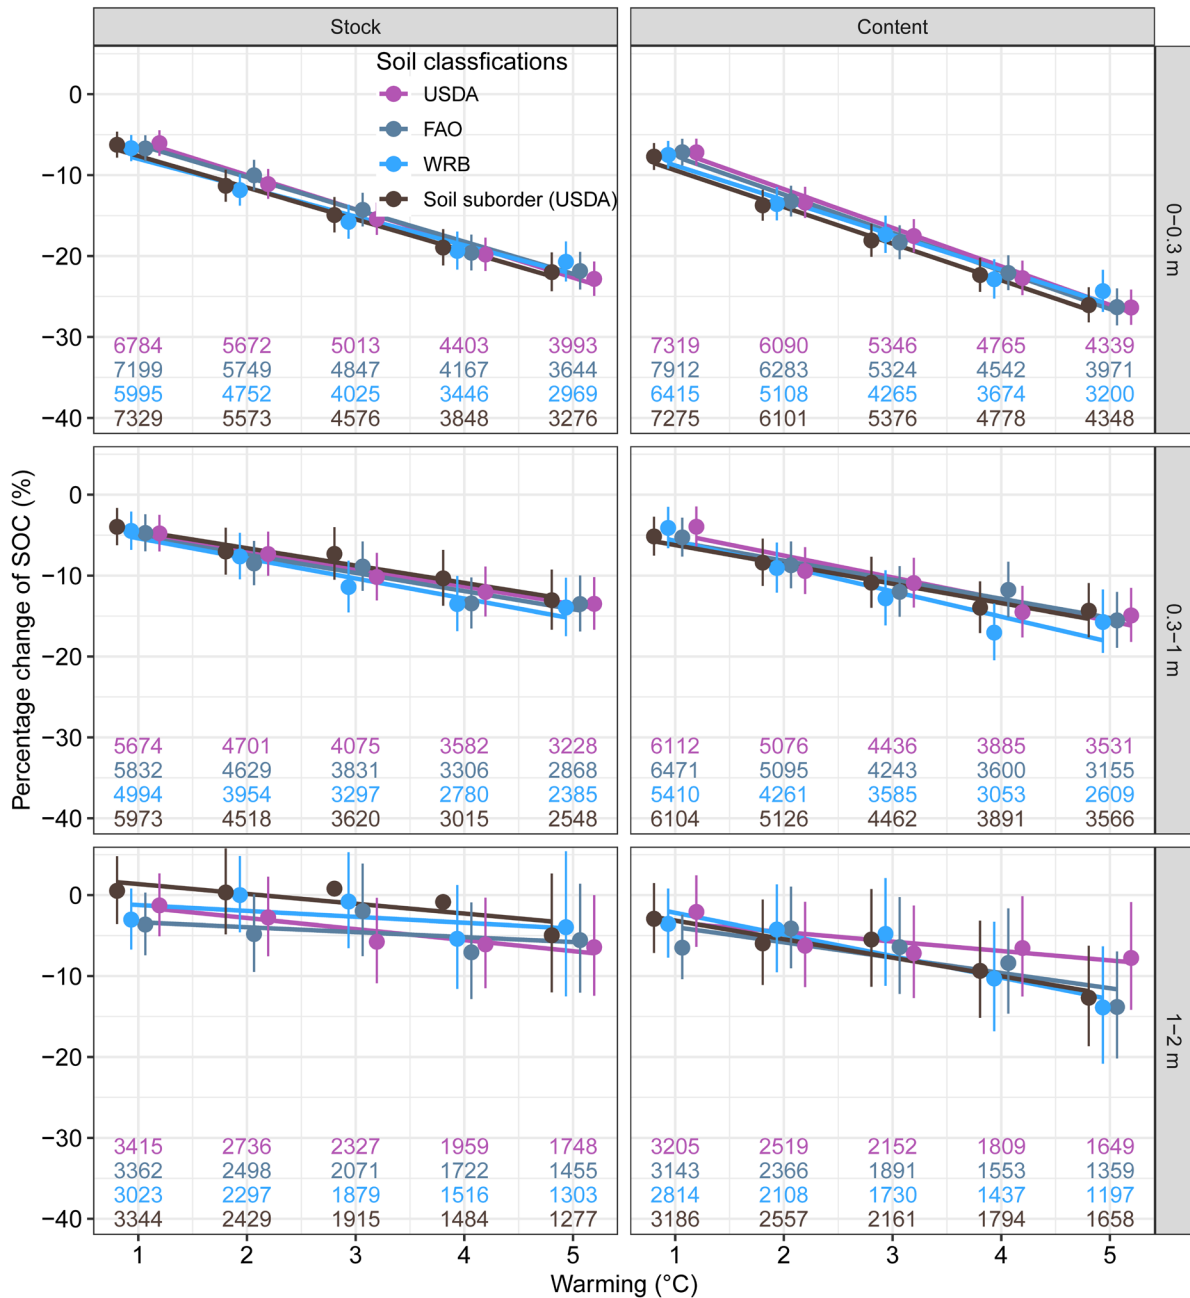 Stock
Content
Soil classfications
USDA
FAO
WRB
Soil suborder (USDA)
0
−10
−20
−30
−40
6784 5672 5013 4403 3993
7199 5749 4847 4167 3644
5995 4752 4025 3446 2969
7329 5573 4576 3848 3276
7319 6090 5346 4765 4339
7912 6283 5324 4542 3971
6415 5108 4265 3674 3200
7275 6101 5376 4778 4348
0−0.3 m
Percentage change of SOC (%)
0
−10
−20
−30
−40
5674 4701 4075 3582 3228
5832 4629 3831 3306 2868
4994 3954 3297 2780 2385
5973 4518 3620 3015 2548
6112 5076 4436 3885 3531
6471 5095 4243 3600 3155
5410 4261 3585 3053 2609
6104 5126 4462 3891 3566
0.3−1 m
0
−10
−20
−30
−40
3415 2736 2327 1959 1748
3362 2498 2071 1722 1455
3023 2297 1879 1516 1303
3344 2429 1915 1484 1277
3205 2519 2152 1809 1649
3143 2366 1891 1553 1359
2814 2108 1730 1437 1197
3186 2557 2161 1794 1658
1−2 m
1 2 3 4 5
1 2 3 4 5
Warming (°C)